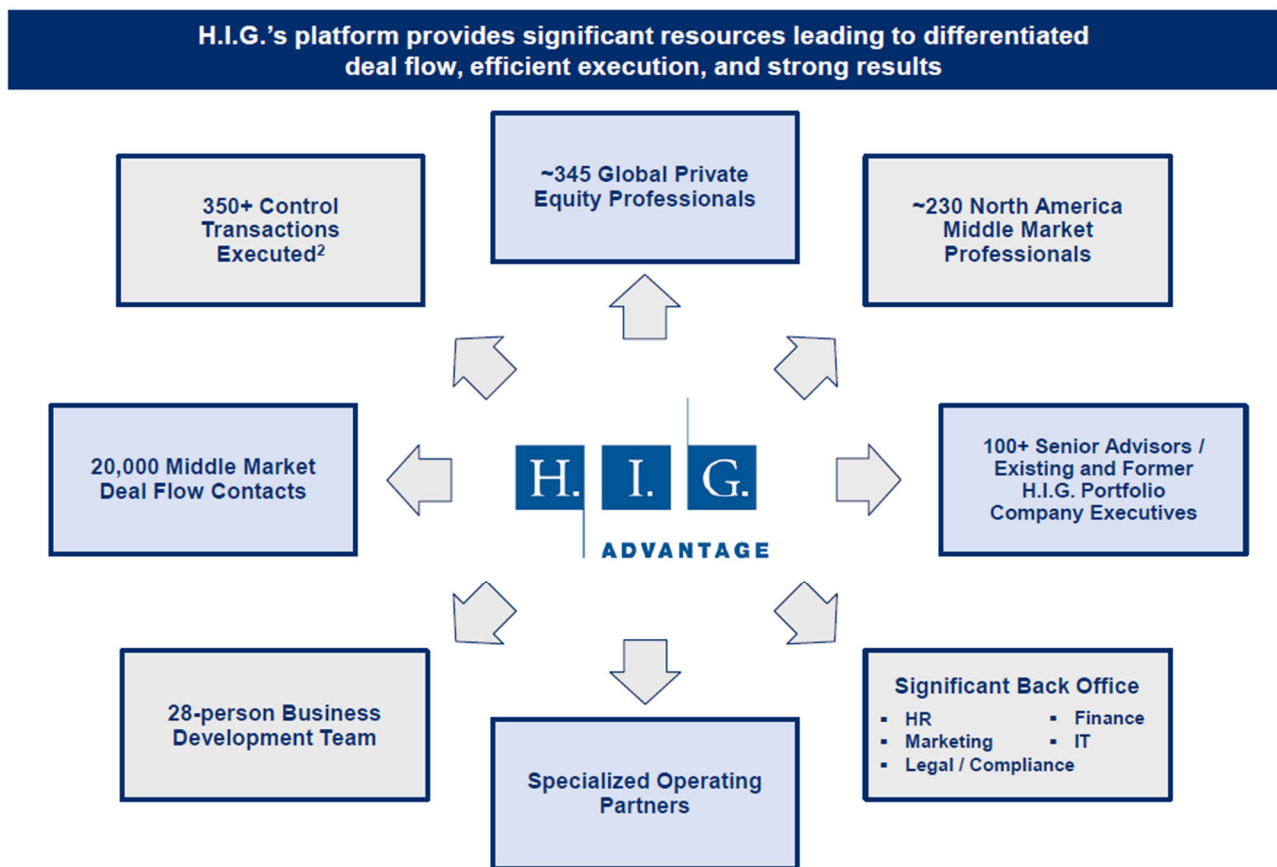 H.I.G.'s platform provides significant resources leading to differentiated
deal flow, efficient execution, and strong results
~345 Global Private
Equity Professionals
350+ Control
Transactions
Executed²
~230 North America
Middle Market
Professionals
20,000 Middle Market
Deal Flow Contacts
H. I. G.
ADVANTAGE
100+ Senior Advisors /
Existing and Former
H.I.G. Portfolio
Company Executives
28-person Business
Development Team
Specialized Operating
Partners
Significant Back Office
▪ HR
▪ Finance
▪ Marketing
▪ IT
▪ Legal / Compliance